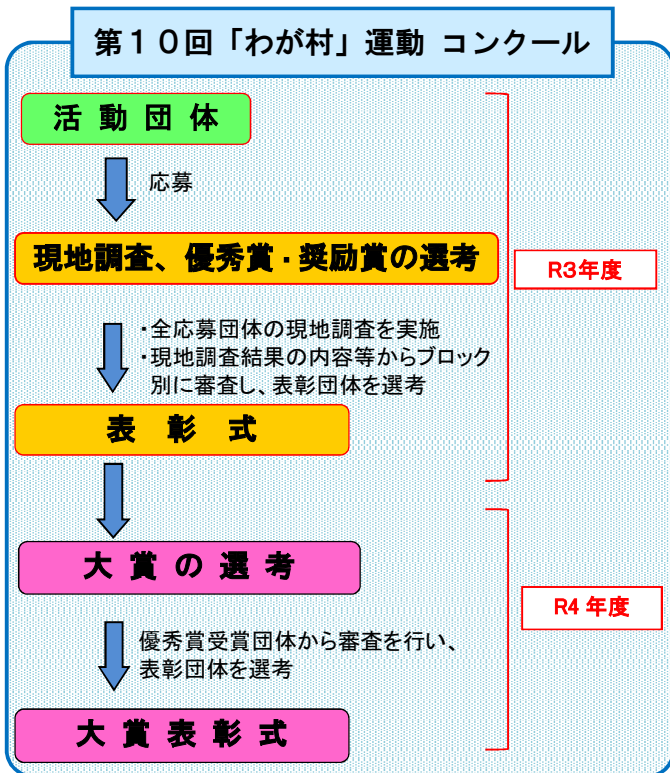 第１０回「わが村」運動 コンクール
活 動 団 体
応募
現地調査、優秀賞・奨励賞の選考
R3年度
・全応募団体の現地調査を実施
・現地調査結果の内容等からブロック
別に審査し、表彰団体を選考
表 彰 式
大 賞 の 選 考
R4 年度
優秀賞受賞団体から審査を行い、
表彰団体を選考
大 賞 表 彰 式